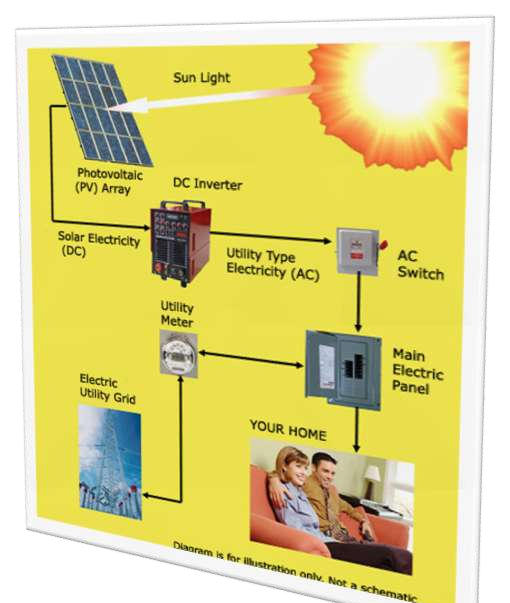 Sun Light
Photovoltaic
(PV) Array
DC Inverter
Solar Electricity
(DC)
Utility Type
Electricity (AC)
AC
Switch
Utility
Meter
Main
Electric
Panel
Electric
Utility Grid
YOUR HOME
Diagram is for illustration only. Not a schematic